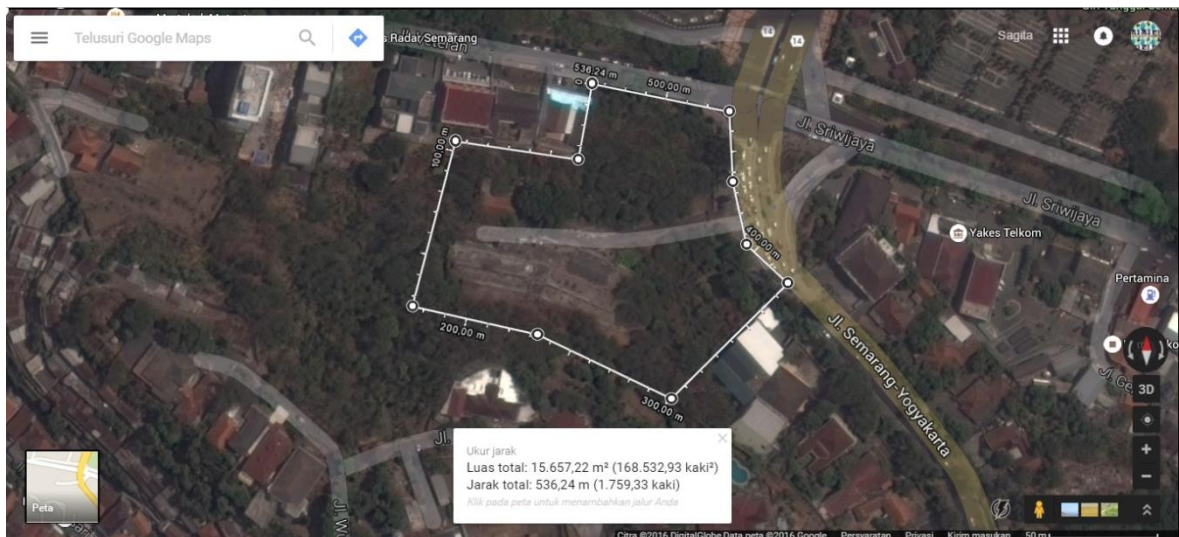 Telusuri Google Maps
s Radar Semarang
Sagita
14
14
536,24 m
500,00 m
0
Jl. Sriwijaya
100,00
Jl. Sriwijaya
Yakes Telkom
400,00 m
Pertamina
200,00 m
Jl. Semarang-Yogyakarta
3D
300,00 m
Ukur jarak
Luas total: 15.657,22 m² (168.532,93 kaki²)
Jarak total: 536,24 m (1.759,33 kaki)
Klik pada peta untuk menambahkan jalur Anda
Peta
Citra ©2016 DigitalGlobe Data peta ©2016 Google Persyaratan Privasi Kirim masukan 50 m